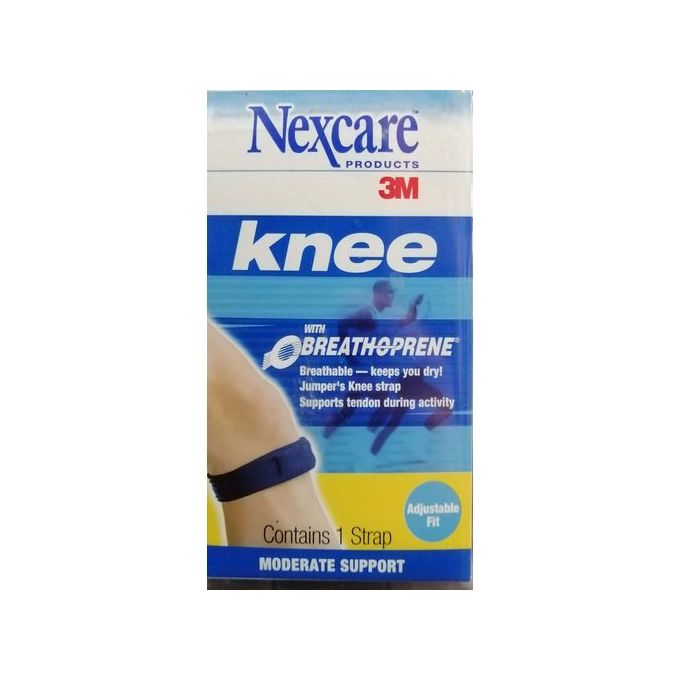 Nexcare™
PRODUCTS
3M
knee
WITH
BREATHOPRENE®
Breathable — keeps you dry!
Jumper's Knee strap
Supports tendon during activity
Adjustable
Fit
Contains 1 Strap
MODERATE SUPPORT